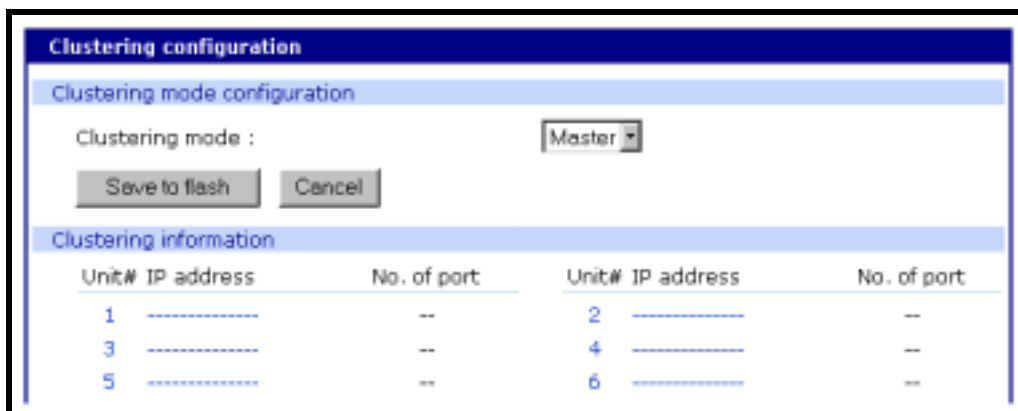 Clustering configuration
Clustering mode configuration
Clustering mode : Master
Save to flash Cancel
Clustering information
Unit# IP address No. of port Unit# IP address No. of port
1 -------------- -- 2 -------------- --
3 -------------- -- 4 -------------- --
5 -------------- -- 6 -------------- --